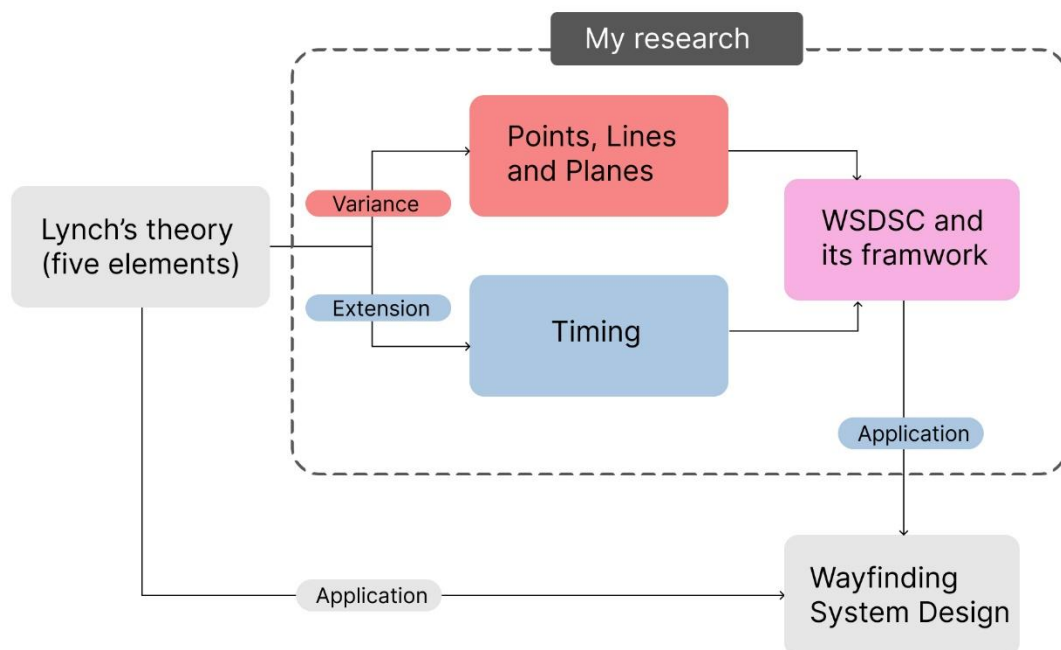 My research
Points, Lines
and Planes
Variance
Lynch’s theory
(five elements)
WSDSC and
its framwork
Extension
Timing
Application
Application
Wayfinding
System Design